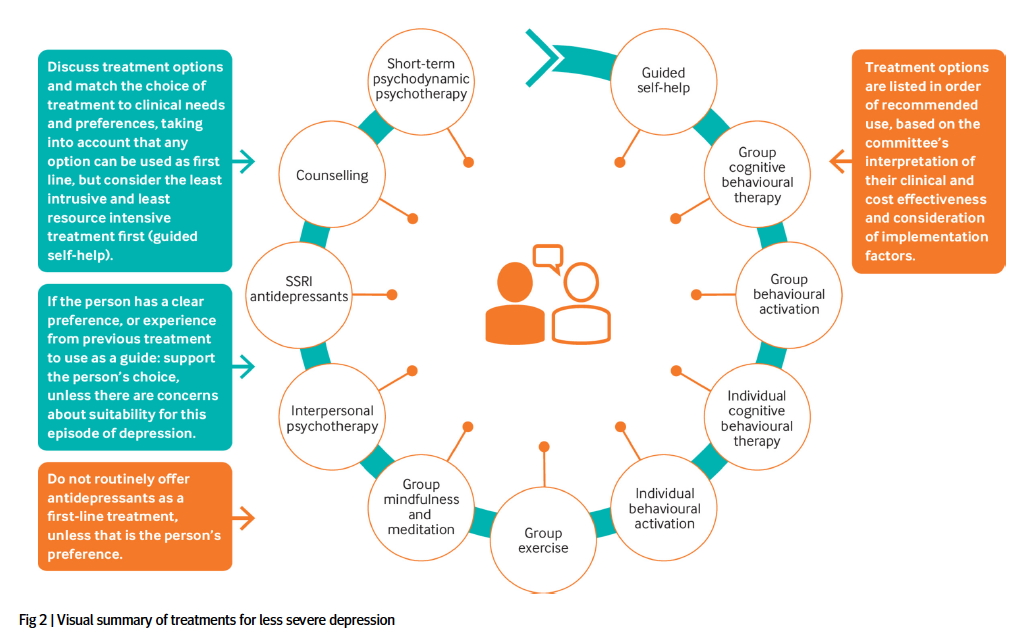 Discuss treatment options
and match the choice of
treatment to clinical needs
and preferences, taking
into account that any
option can be used as first
line, but consider the least
intrusive and least
resource intensive
treatment first (guided
self-help).
If the person has a clear
preference, or experience
from previous treatment
to use as a guide: support
the person's choice,
unless there are concerns
about suitability for this
episode of depression.
Do not routinely offer
antidepressants as a
first-line treatment,
unless that is the person's
preference.
Guided
self-help
Group
cognitive
behavioural
therapy
Group
behavioural
activation
Individual
cognitive
behavioural
therapy
Individual
behavioural
activation
Group
exercise
Group
mindfulness
and
meditation
Interpersonal
psychotherapy
SSRI
antidepressants
Counselling
Short-term
psychodynamic
psychotherapy
Treatment options
are listed in order
of recommended
use, based on the
committee's
interpretation of
their clinical and
cost effectiveness
and consideration
of implementation
factors.
Fig 2 | Visual summary of treatments for less severe depression